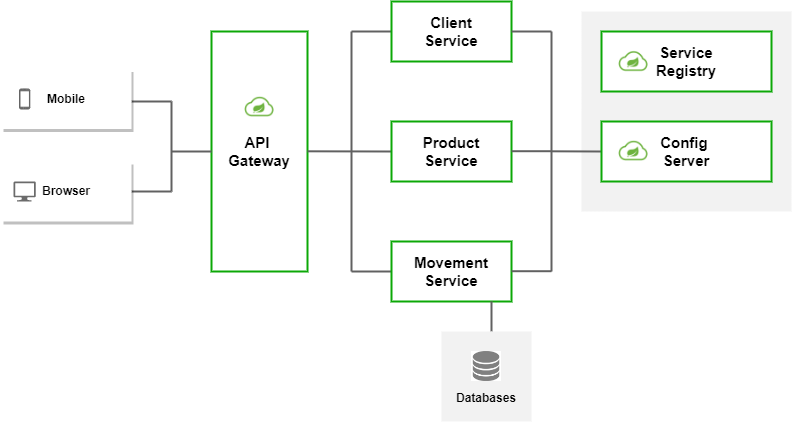 Mobile
Browser
API
Gateway
Client
Service
Product
Service
Movement
Service
Databases
Service
Registry
Config
Server